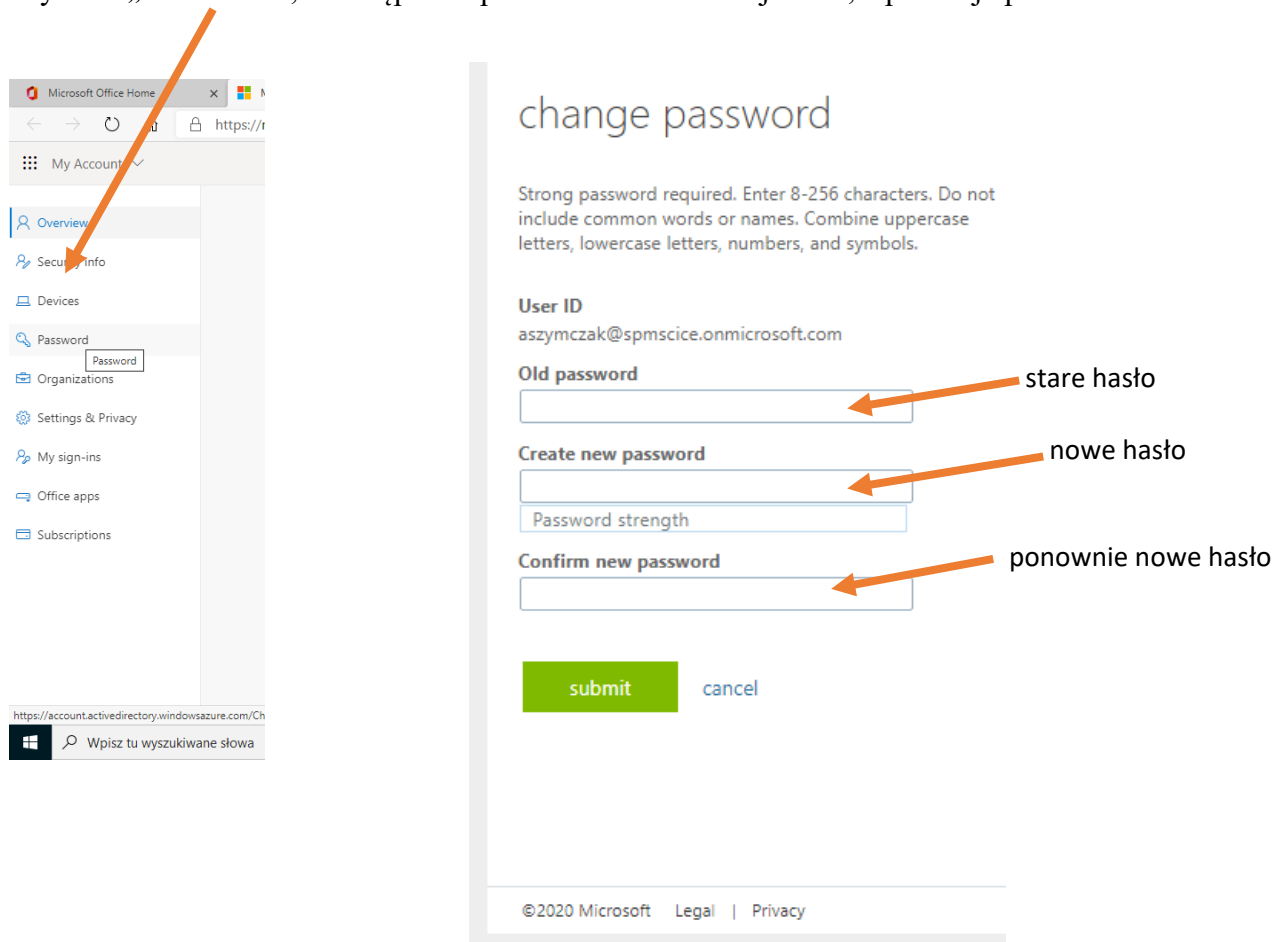 Microsoft Office Home
https://
My Account
Overview
Security info
Devices
Password
Password
Organizations
Settings & Privacy
My sign-ins
Office apps
Subscriptions
https://account.activedirectory.windowsazure.com/Ch
Wpisz tu wyszukiwane słowa
change password
Strong password required. Enter 8-256 characters. Do not
include common words or names. Combine uppercase
letters, lowercase letters, numbers, and symbols.
User ID
aszymczak@spmscice.onmicrosoft.com
Old password
stare hasło
Create new password
nowe hasło
Password strength
Confirm new password
ponownie nowe hasło
submit cancel
©2020 Microsoft Legal | Privacy